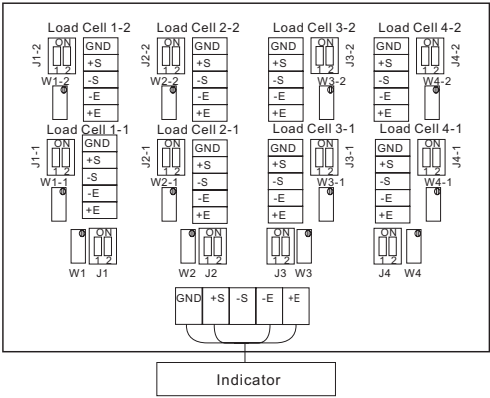 Load Cell 1-2 Load Cell 2-2 Load Cell 3-2 Load Cell 4-2
J1-2 ON 1 2 W1-2 GND +S -S -E +E
J2-2 ON 1 2 W2-2 GND +S -S -E +E
GND +S -S -E +E ON 1 2 J3-2 W3-2
GND +S -S -E +E ON 1 2 J4-2 W4-2
Load Cell 1-1 Load Cell 2-1 Load Cell 3-1 Load Cell 4-1
J1-1 ON 1 2 W1-1 GND +S -S -E +E
J2-1 ON 1 2 W2-1 GND +S -S -E +E
GND +S -S -E +E ON 1 2 J3-1 W3-1
GND +S -S -E +E ON 1 2 J4-1 W4-1
ON ON ON ON
1 2 1 2 1 2 1 2
W1 J1 W2 J2 J3 W3 J4 W4
GND +S -S -E +E
Indicator